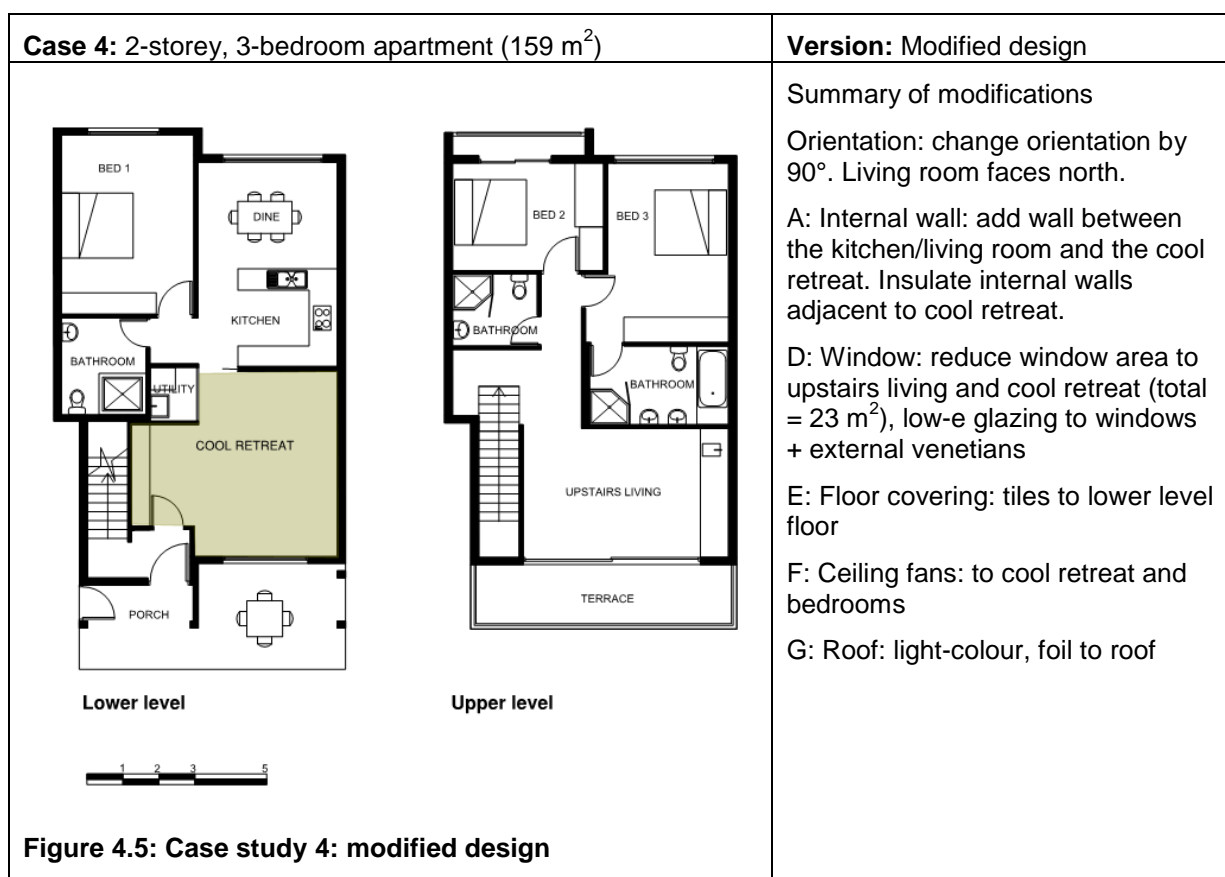 Case 4: 2-storey, 3-bedroom apartment (159 m²)
Version: Modified design
BED 1
DINE
KITCHEN
BATHROOM
UTILITY
COOL RETREAT
PORCH
Lower level
BED 2
BED 3
BATHROOM
BATHROOM
UPSTAIRS LIVING
TERRACE
Upper level
1 2 3 5
Figure 4.5: Case study 4: modified design
Summary of modifications
Orientation: change orientation by
90°. Living room faces north.
A: Internal wall: add wall between
the kitchen/living room and the cool
retreat. Insulate internal walls
adjacent to cool retreat.
D: Window: reduce window area to
upstairs living and cool retreat (total
= 23 m²), low-e glazing to windows
+ external venetians
E: Floor covering: tiles to lower level
floor
F: Ceiling fans: to cool retreat and
bedrooms
G: Roof: light-colour, foil to roof